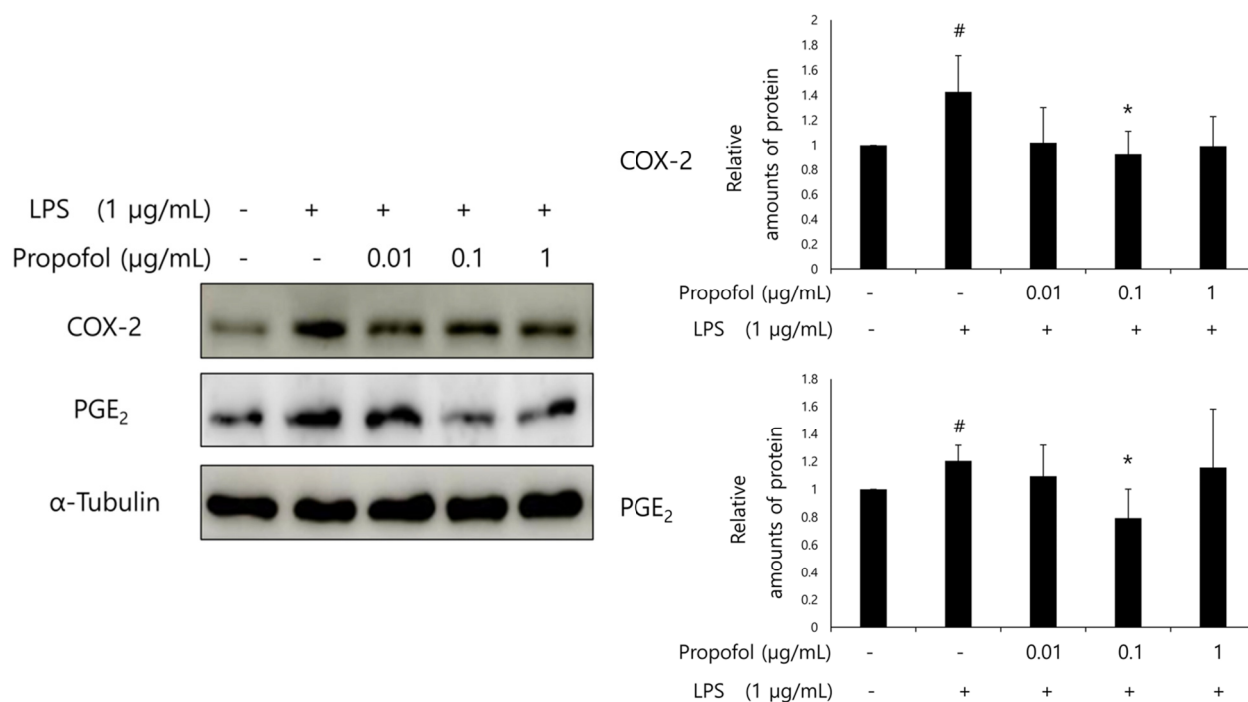 LPS (1 μg/mL) - + + + +
Propofol (μg/mL) - - 0.01 0.1 1
COX-2
PGE₂
α-Tubulin
COX-2
Relative
amounts of protein
2
1.8
1.6
1.4
1.2
1
0.8
0.6
0.4
0.2
0
#
*
Propofol (μg/mL) - - 0.01 0.1 1
LPS (1 μg/mL) - + + + +
PGE₂
Relative
amounts of protein
1.8
1.6
1.4
1.2
1
0.8
0.6
0.4
0.2
0
#
*
Propofol (μg/mL) - - 0.01 0.1 1
LPS (1 μg/mL) - + + + +